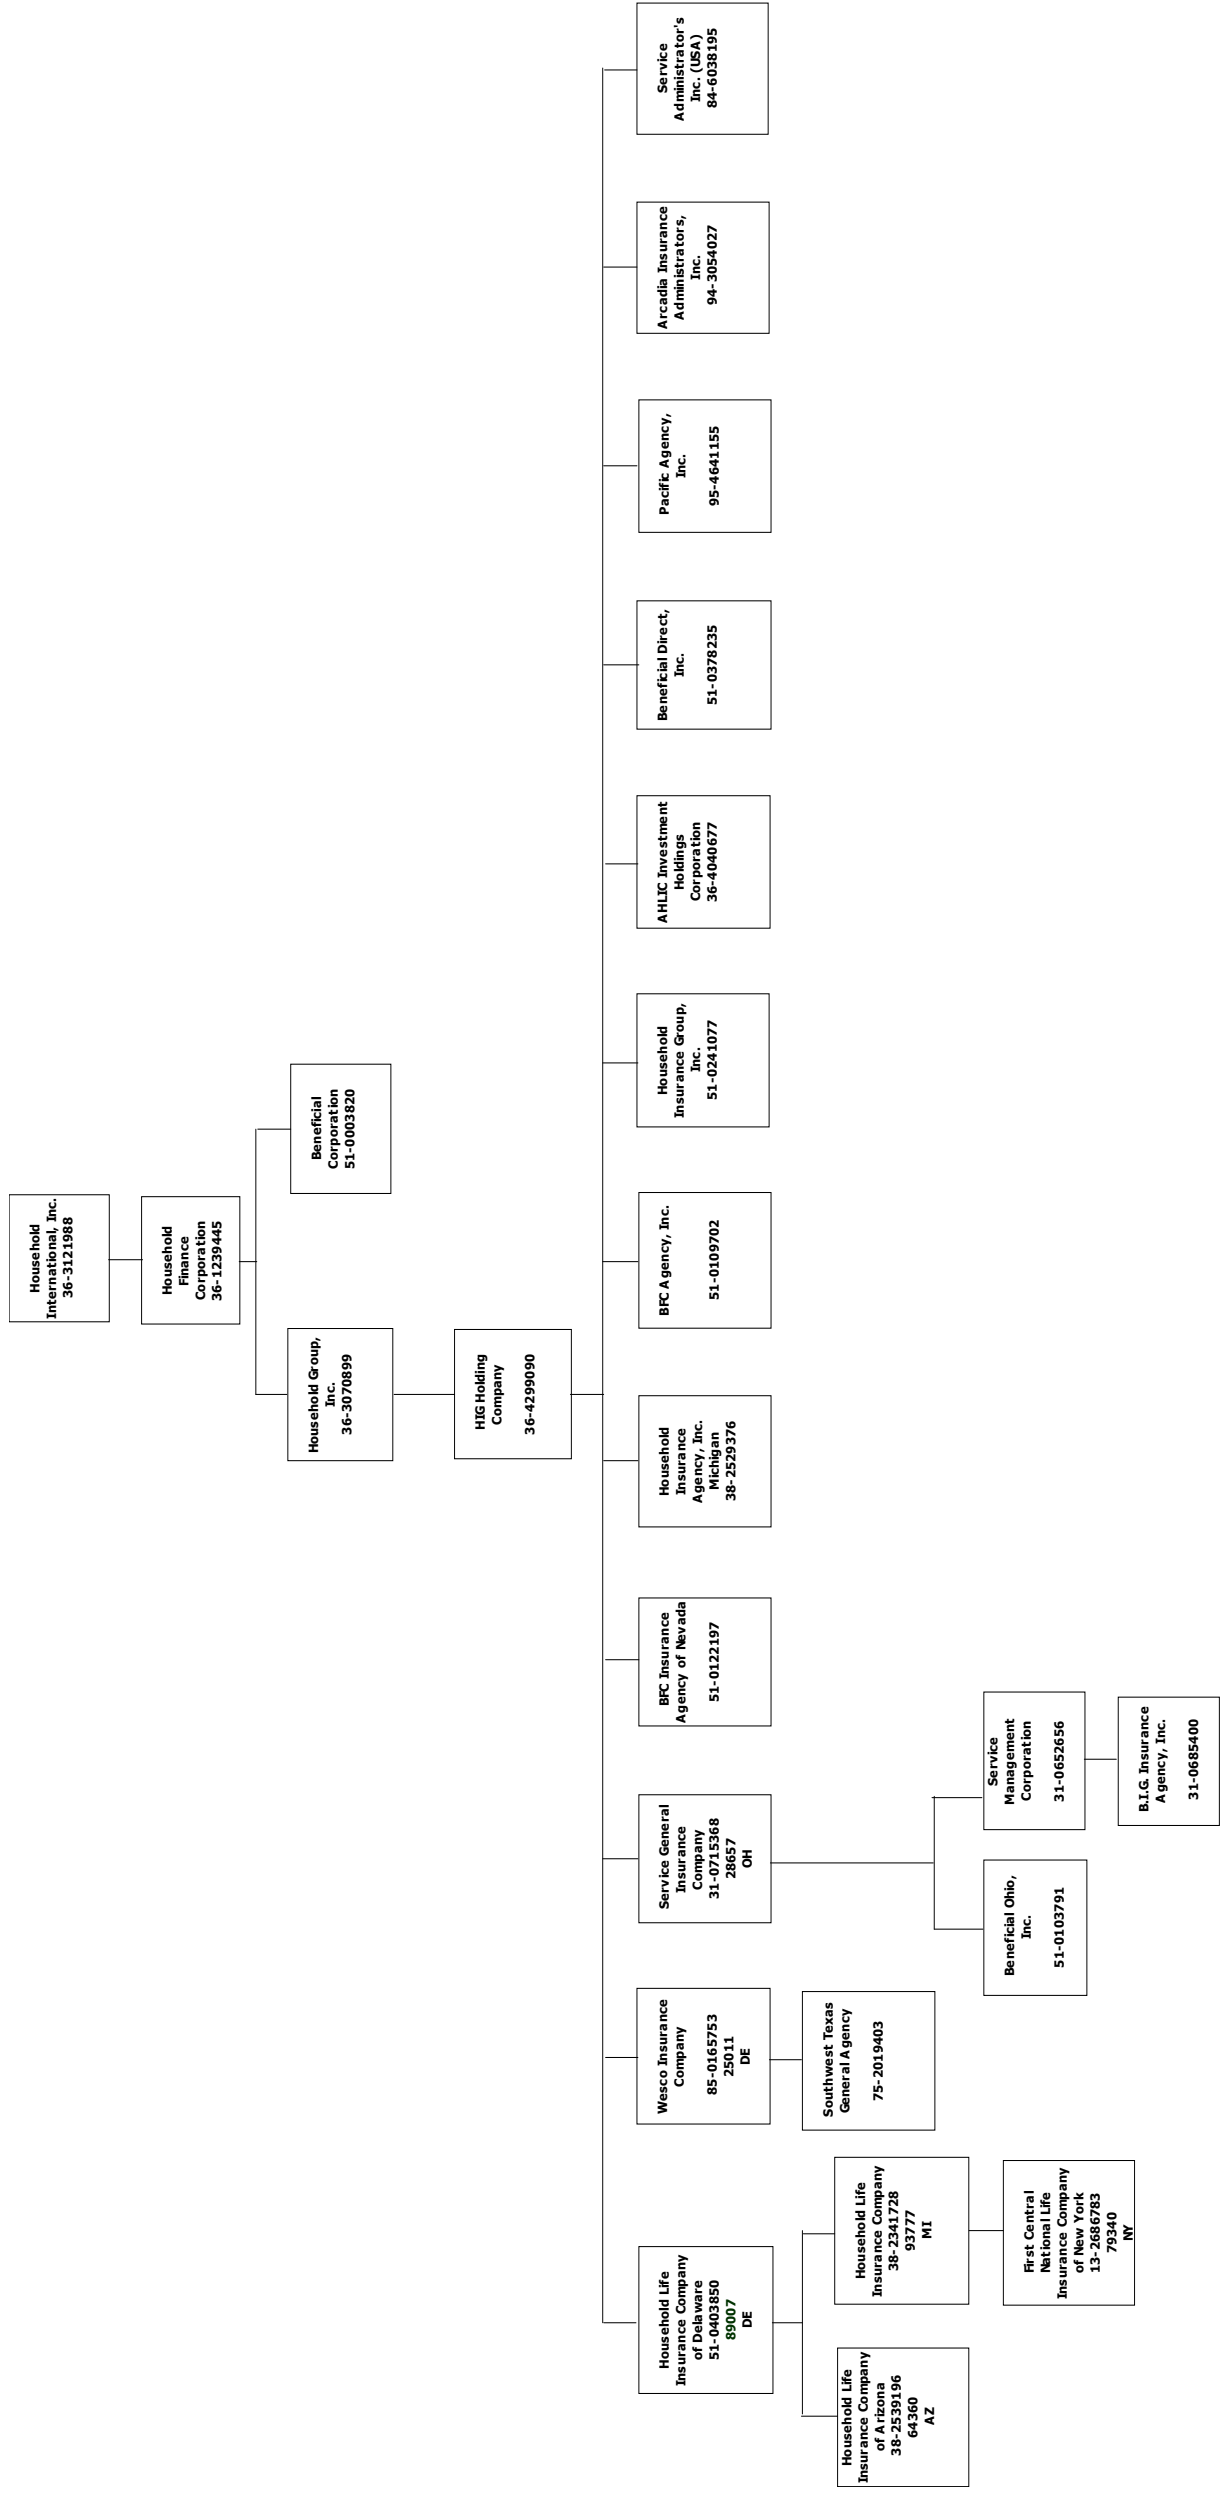 Household
International, Inc.
36-3121988
Household
Finance
Corporation
36-1239445
Household Group,
Inc.
36-3070899
Beneficial
Corporation
51-0003820
HIG Holding
Company
36-4299090
Household Life
Insurance Company
of Delaware
51-0403850
89007
DE
Wesco Insurance
Company
85-0165753
25011
DE
Service General
Insurance
Company
31-0715368
28657
OH
BFC Insurance
Agency of Nevada
51-0122197
Household
Insurance
Agency, Inc.
Michigan
38-2529376
BFC Agency, Inc.
51-0109702
Household
Insurance Group,
Inc.
51-0241077
AHLIC Investment
Holdings
Corporation
36-4040677
Beneficial Direct,
Inc.
51-0378235
Pacific Agency,
Inc.
95-4641155
Arcadia Insurance
Administrators,
Inc.
94-3054027
Service
Administrator's
Inc. (USA)
84-6038195
Household Life
Insurance Company
of Arizona
38-2539196
64360
AZ
Household Life
Insurance Company
38-2341728
93777
MI
Southwest Texas
General Agency
75-2019403
Beneficial Ohio,
Inc.
51-0103791
Service
Management
Corporation
31-0652656
First Central
National Life
Insurance Company
of New York
13-2686783
79340
NY
B.I.G. Insurance
Agency, Inc.
31-0685400